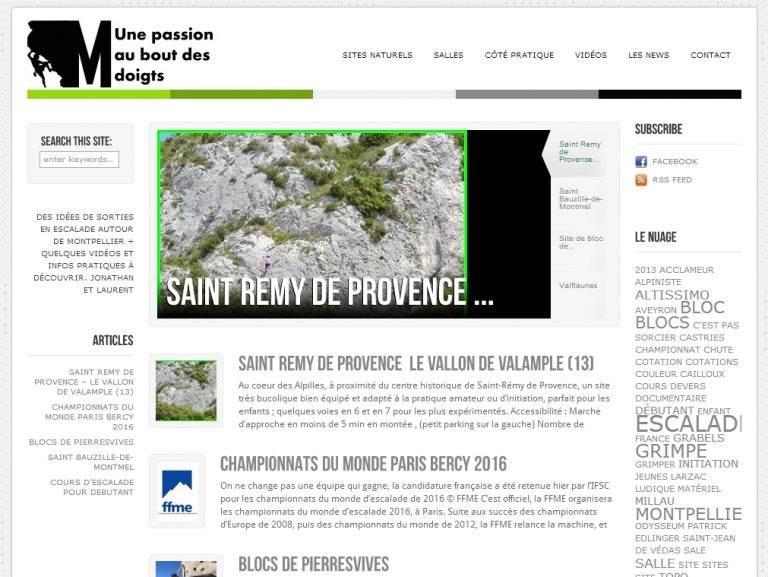 M
Une passion
au bout des
doigts
SITES NATURELS SALLES CÔTÉ PRATIQUE VIDÉOS LES NEWS CONTACT
SEARCH THIS SITE:
enter keywords..
DES IDÉES DE SORTIES
EN ESCALADE AUTOUR
DE MONTPELLIER +
QUELQUES VIDÉOS ET
INFOS PRATIQUES À
DÉCOUVRIR. JONATHAN
ET LAURENT
ARTICLES
SAINT REMY DE
PROVENCE – LE VALLON
DE VALAMPLE (13)
CHAMPIONNATS DU
MONDE PARIS BERCY
2016
BLOCS DE PIERRESVIVES
SAINT BAUZILLE-DE-
MONTMEL
COURS D'ESCALADE
POUR DEBUTANT
SAINT REMY DE PROVENCE ...
Saint Remy
de
Provence...
Saint
Bauzille-de-
Montmel
Site de bloc
de...
Valflaunes
SAINT REMY DE PROVENCE LE VALLON DE VALAMPLE (13)
Au coeur des Alpilles, à proximité du centre historique de Saint-Rémy de Provence, un site
très bucolique bien équipé et adapté à la pratique amateur ou d'initiation, parfait pour les
enfants ; quelques voies en 6 et en 7 pour les plus expérimentés. Accessibilité : Marche
d'approche en moins de 5 min en montée , (petit parking sur la gauche) Nombre de
ffme
CHAMPIONNATS DU MONDE PARIS BERCY 2016
On ne change pas une équipe qui gagne, la candidature française a été retenue hier par l'IFSC
pour les championnats du monde d'escalade de 2016 © FFME C'est officiel, la FFME organisera
les championnats du monde d'escalade 2016, à Paris. Suite aux succès des championnats
d'Europe de 2008, puis des championnats du monde de 2012, la FFME relance la machine, et
BLOCS DE PIERRESVIVES
SUBSCRIBE
FACEBOOK
RSS FEED
LE NUAGE
2013 ACCLAMEUR
ALPINISTE
ALTISSIMO
AVEYRON BLOC
BLOCS C'EST PAS
SORCIER CASTRIES
CHAMPIONNAT CHUTE
COTATION COTATIONS
COULEUR CAILLOUX
COURS DEVERS
DOCUMENTAIRE
DÉBUTANT ENFANT
ESCALAD
FRANCE GRABELS
GRIMPE
GRIMPER INITIATION
JEUNES LARZAC
LUDIQUE MATÉRIEL
MILLAU
MONTPELLIE
ODYSSEUM PATRICK
EDLINGER SAINT-JEAN
DE VÉDAS SALE
SALLE SITE SITES
SITE TOPO